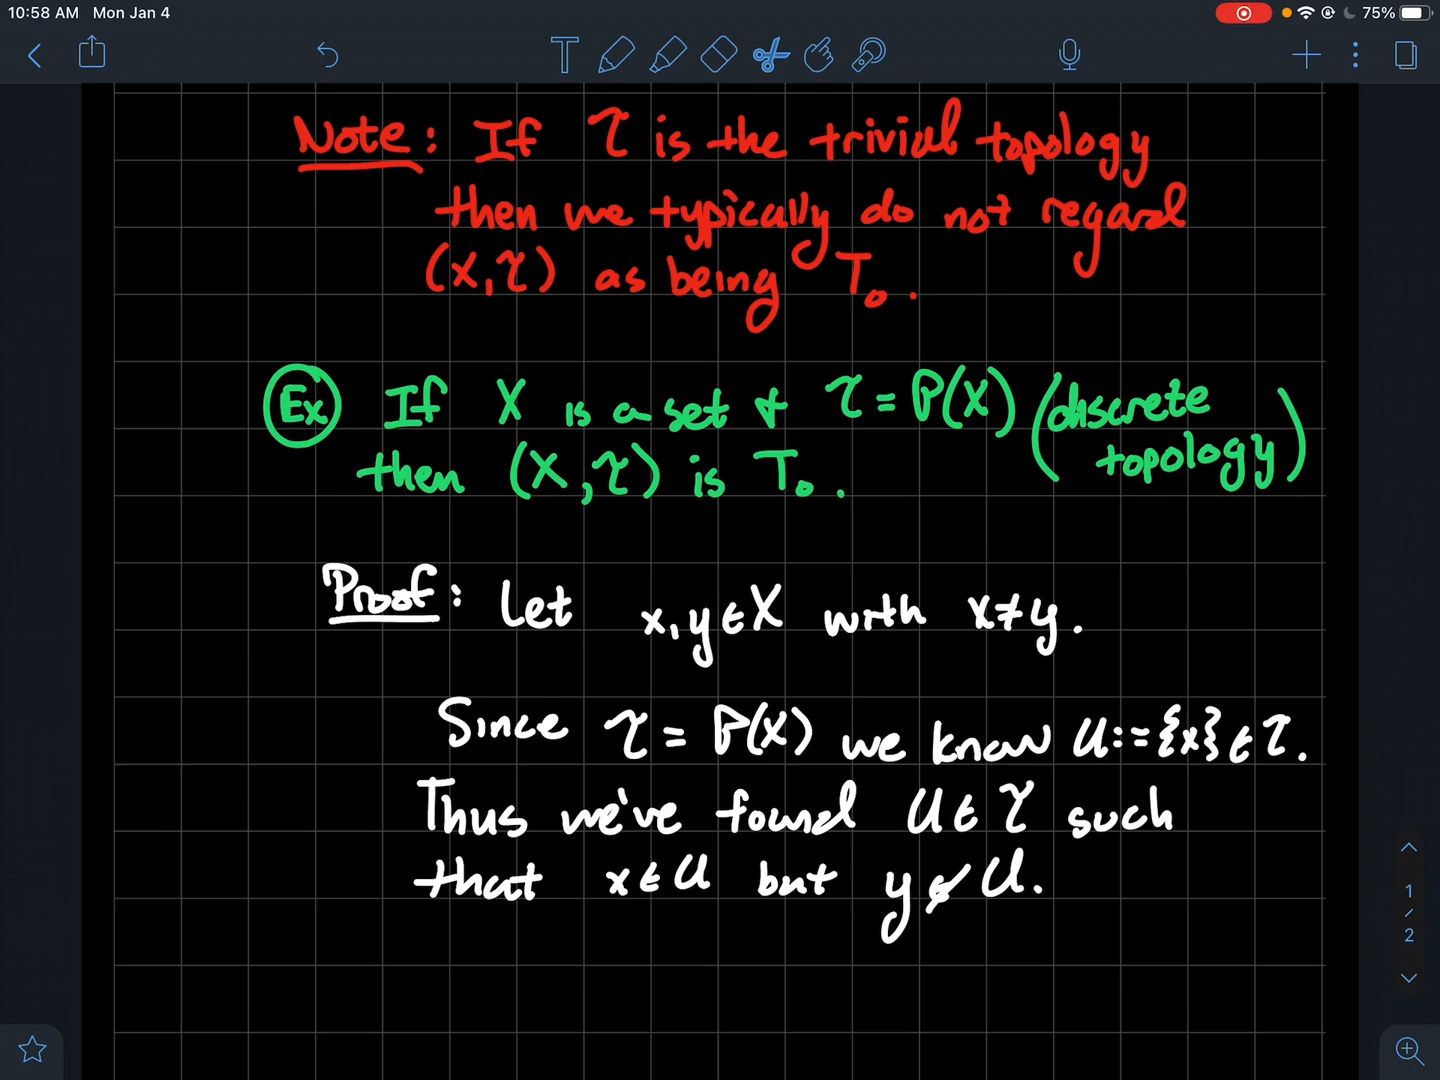 10:58 AM Mon Jan 4
75%
Note: If τ is the trivial topology
then we typically do not regard
(X,τ) as being T₀.
Ex If X is a set & τ = P(X) (discrete topology)
then (X,τ) is T₀.
Proof: Let x,y∈X with x≠y.
Since τ = P(X) we know U:={x}∈τ.
Thus we've found U∈τ such
that x∈U but y∉U.
1
/
2